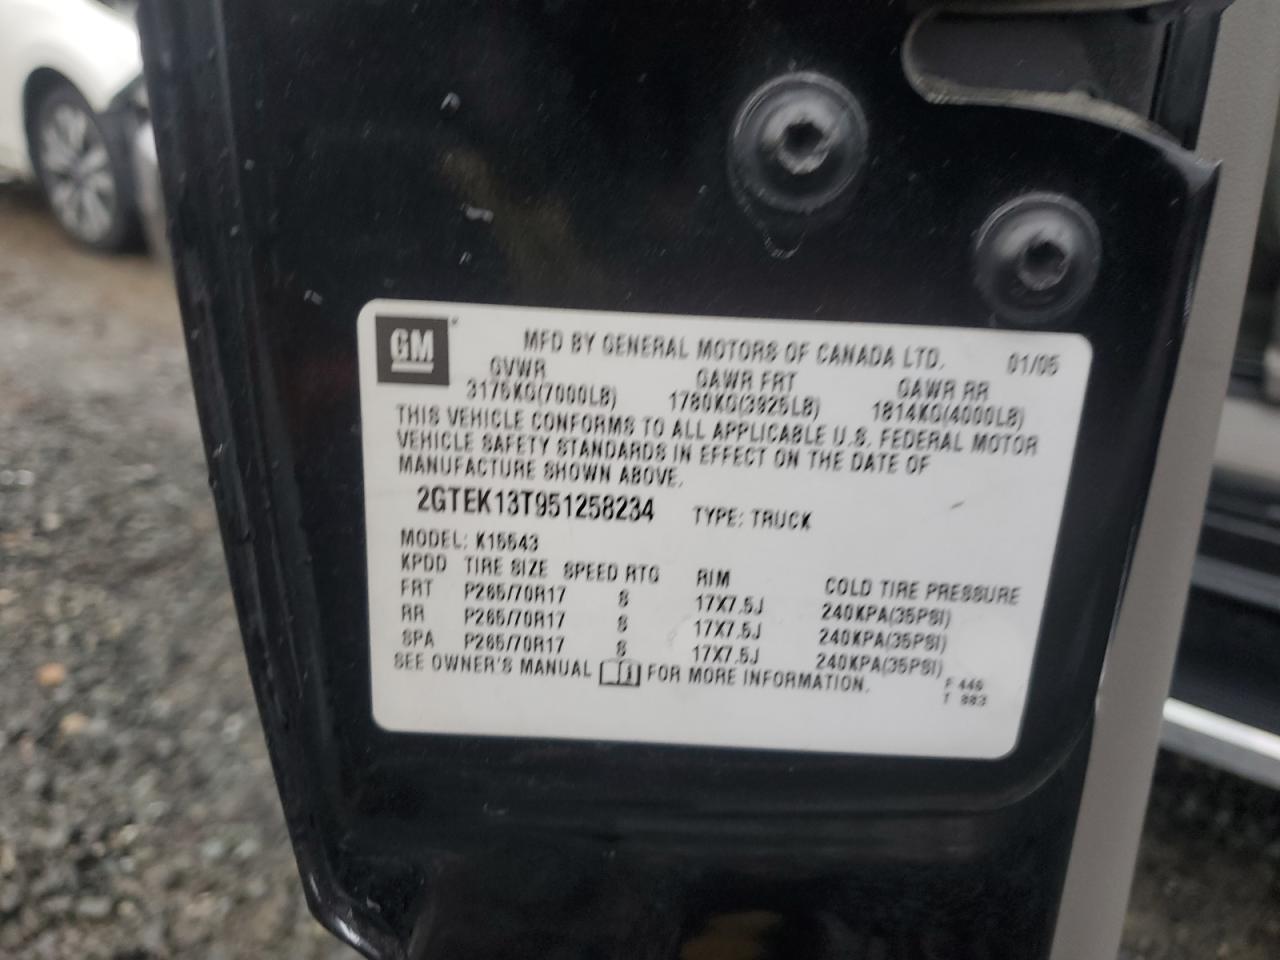 GM
MFD BY GENERAL MOTORS OF CANADA LTD. 01/05
GVWR GAWR FRT GAWR RR
3175KG(7000LB) 1780KG(3925LB) 1814KG(4000LB)
THIS VEHICLE CONFORMS TO ALL APPLICABLE U.S. FEDERAL MOTOR
VEHICLE SAFETY STANDARDS IN EFFECT ON THE DATE OF
MANUFACTURE SHOWN ABOVE.
2GTEK13T951258234 TYPE: TRUCK
MODEL: K15543
KPDD TIRE SIZE SPEED RTG RIM COLD TIRE PRESSURE
FRT P265/70R17 S 17X7.5J 240KPA(35PSI)
RR P265/70R17 S 17X7.5J 240KPA(35PSI)
SPA P265/70R17 S 17X7.5J 240KPA(35PSI)
SEE OWNER'S MANUAL FOR MORE INFORMATION.
T 883